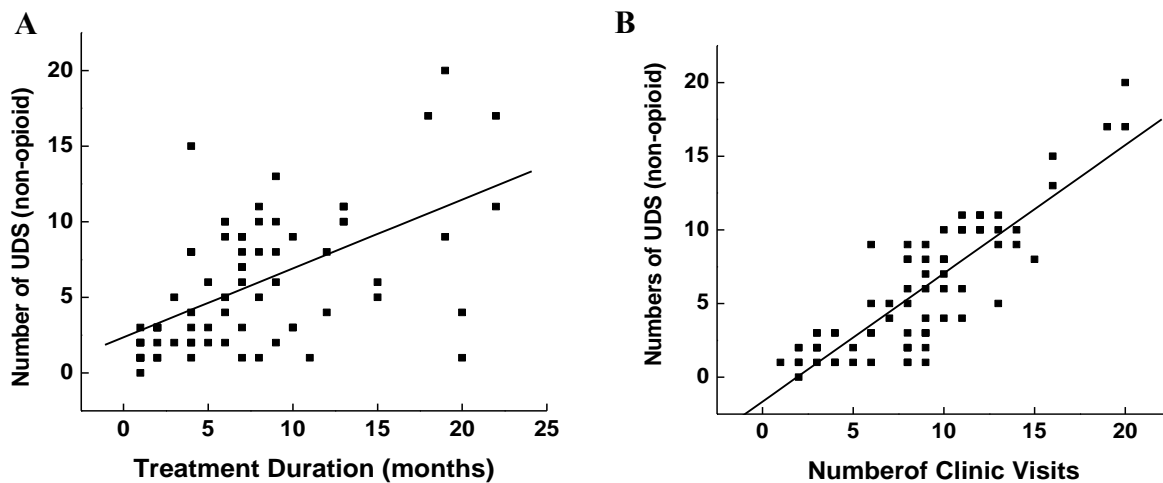 A
Number of UDS (non-opioid)
20
15
10
5
0
0 5 10 15 20 25
Treatment Duration (months)
B
Numbers of UDS (non-opioid)
20
15
10
5
0
0 5 10 15 20
Numberof Clinic Visits